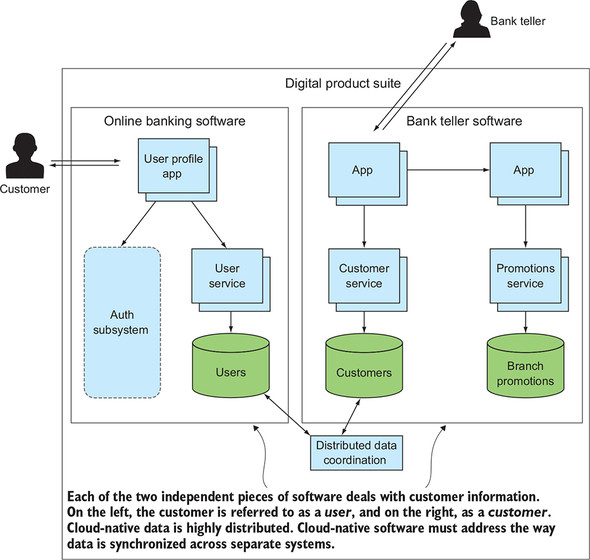 Bank teller
Digital product suite
Online banking software
Bank teller software
Customer
User profile
app
App
App
Auth
subsystem
User
service
Customer
service
Promotions
service
Users
Customers
Branch
promotions
Distributed data
coordination
Each of the two independent pieces of software deals with customer information.
On the left, the customer is referred to as a user, and on the right, as a customer.
Cloud-native data is highly distributed. Cloud-native software must address the way
data is synchronized across separate systems.